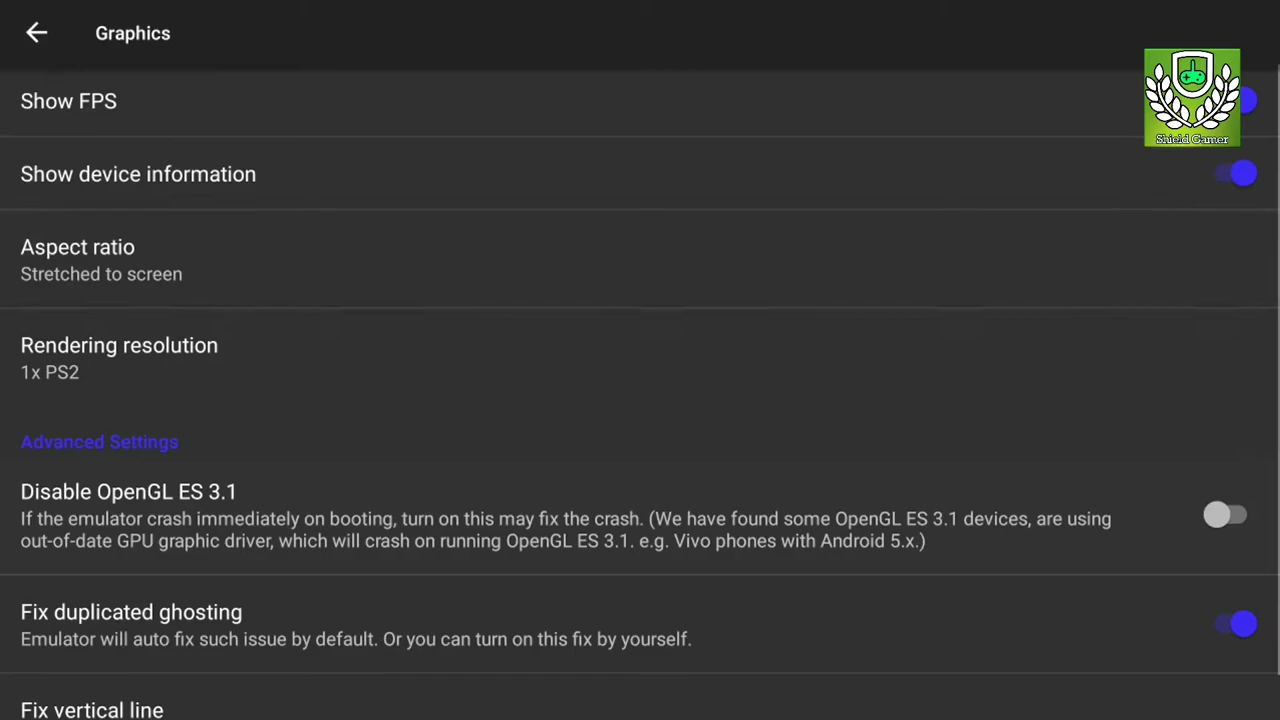 Graphics
Show FPS
Shield Gamer
Show device information
Aspect ratio
Stretched to screen
Rendering resolution
1x PS2
Advanced Settings
Disable OpenGL ES 3.1
If the emulator crash immediately on booting, turn on this may fix the crash. (We have found some OpenGL ES 3.1 devices, are using
out-of-date GPU graphic driver, which will crash on running OpenGL ES 3.1. e.g. Vivo phones with Android 5.x.)
Fix duplicated ghosting
Emulator will auto fix such issue by default. Or you can turn on this fix by yourself.
Fix vertical line